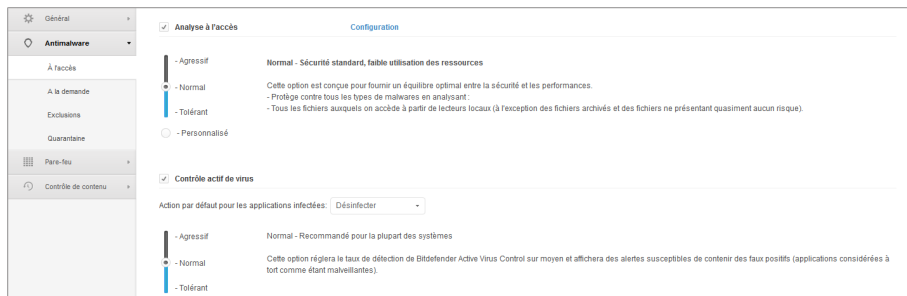 Général
Antimalware
À l'accès
A la demande
Exclusions
Quarantaine
Pare-feu
Contrôle de contenu
Analyse à l'accès
Configuration
- Agressif
- Normal
- Tolérant
- Personnalisé
Normal - Sécurité standard, faible utilisation des ressources
Cette option est conçue pour fournir un équilibre optimal entre la sécurité et les performances.
- Protège contre tous les types de malwares en analysant :
- Tous les fichiers auxquels on accède à partir de lecteurs locaux (à l'exception des fichiers archivés et des fichiers ne présentant quasiment aucun risque).
Contrôle actif de virus
Action par défaut pour les applications infectées: Désinfecter
- Agressif
- Normal
- Tolérant
Normal - Recommandé pour la plupart des systèmes
Cette option réglera le taux de détection de Bitdefender Active Virus Control sur moyen et affichera des alertes susceptibles de contenir des faux positifs (applications considérées à
tort comme étant malveillantes).